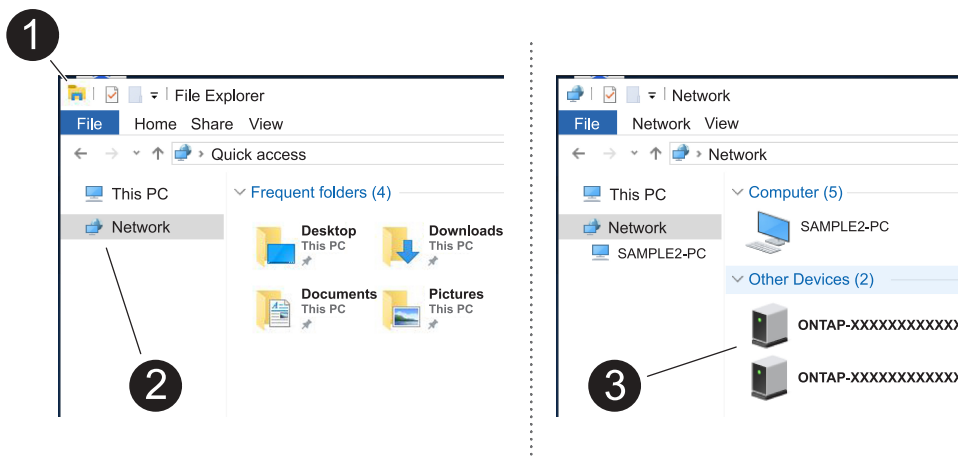 1
File Explorer
File Home Share View
Quick access
This PC
Network
Frequent folders (4)
Desktop
This PC
Downloads
This PC
Documents
This PC
Pictures
This PC
2
Network
File Network View
Network
This PC
Network
SAMPLE2-PC
Computer (5)
SAMPLE2-PC
Other Devices (2)
ONTAP-XXXXXXXXXXXX
ONTAP-XXXXXXXXXXXX
3